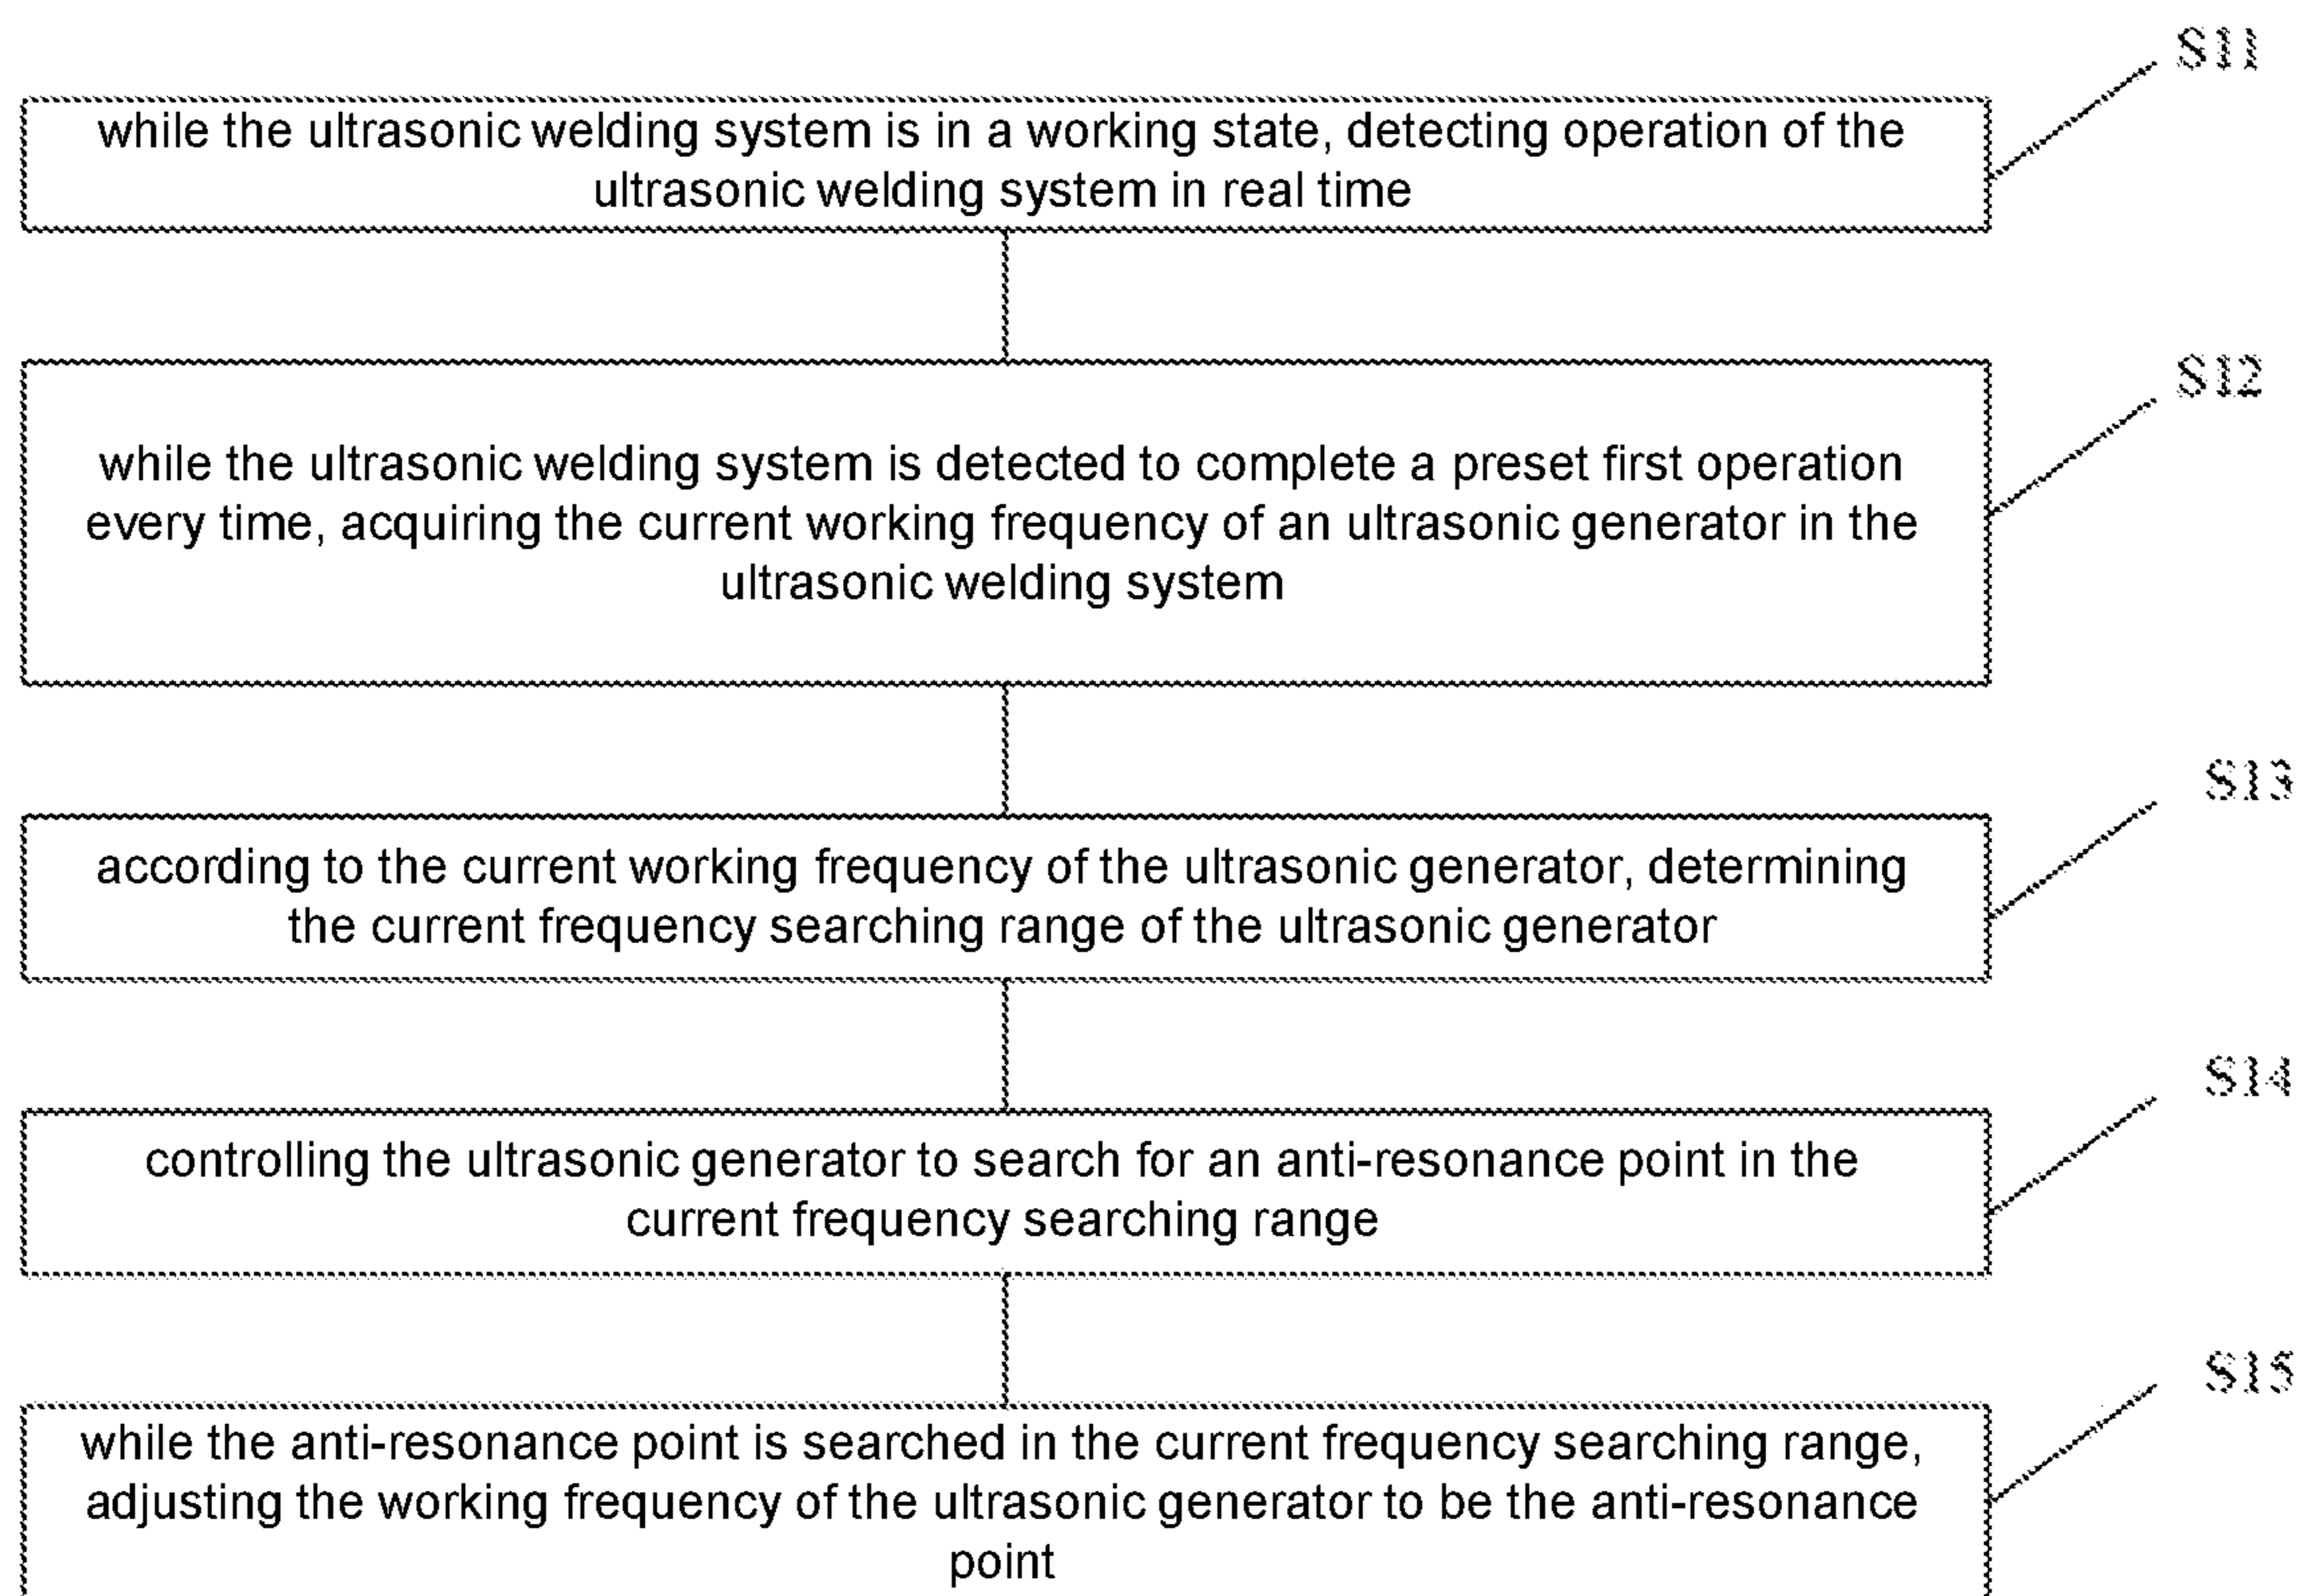 S11
while the ultrasonic welding system is in a working state, detecting operation of the
ultrasonic welding system in real time
S12
while the ultrasonic welding system is detected to complete a preset first operation
every time, acquiring the current working frequency of an ultrasonic generator in the
ultrasonic welding system
S13
according to the current working frequency of the ultrasonic generator, determining
the current frequency searching range of the ultrasonic generator
S14
controlling the ultrasonic generator to search for an anti-resonance point in the
current frequency searching range
S15
while the anti-resonance point is searched in the current frequency searching range,
adjusting the working frequency of the ultrasonic generator to be the anti-resonance
point